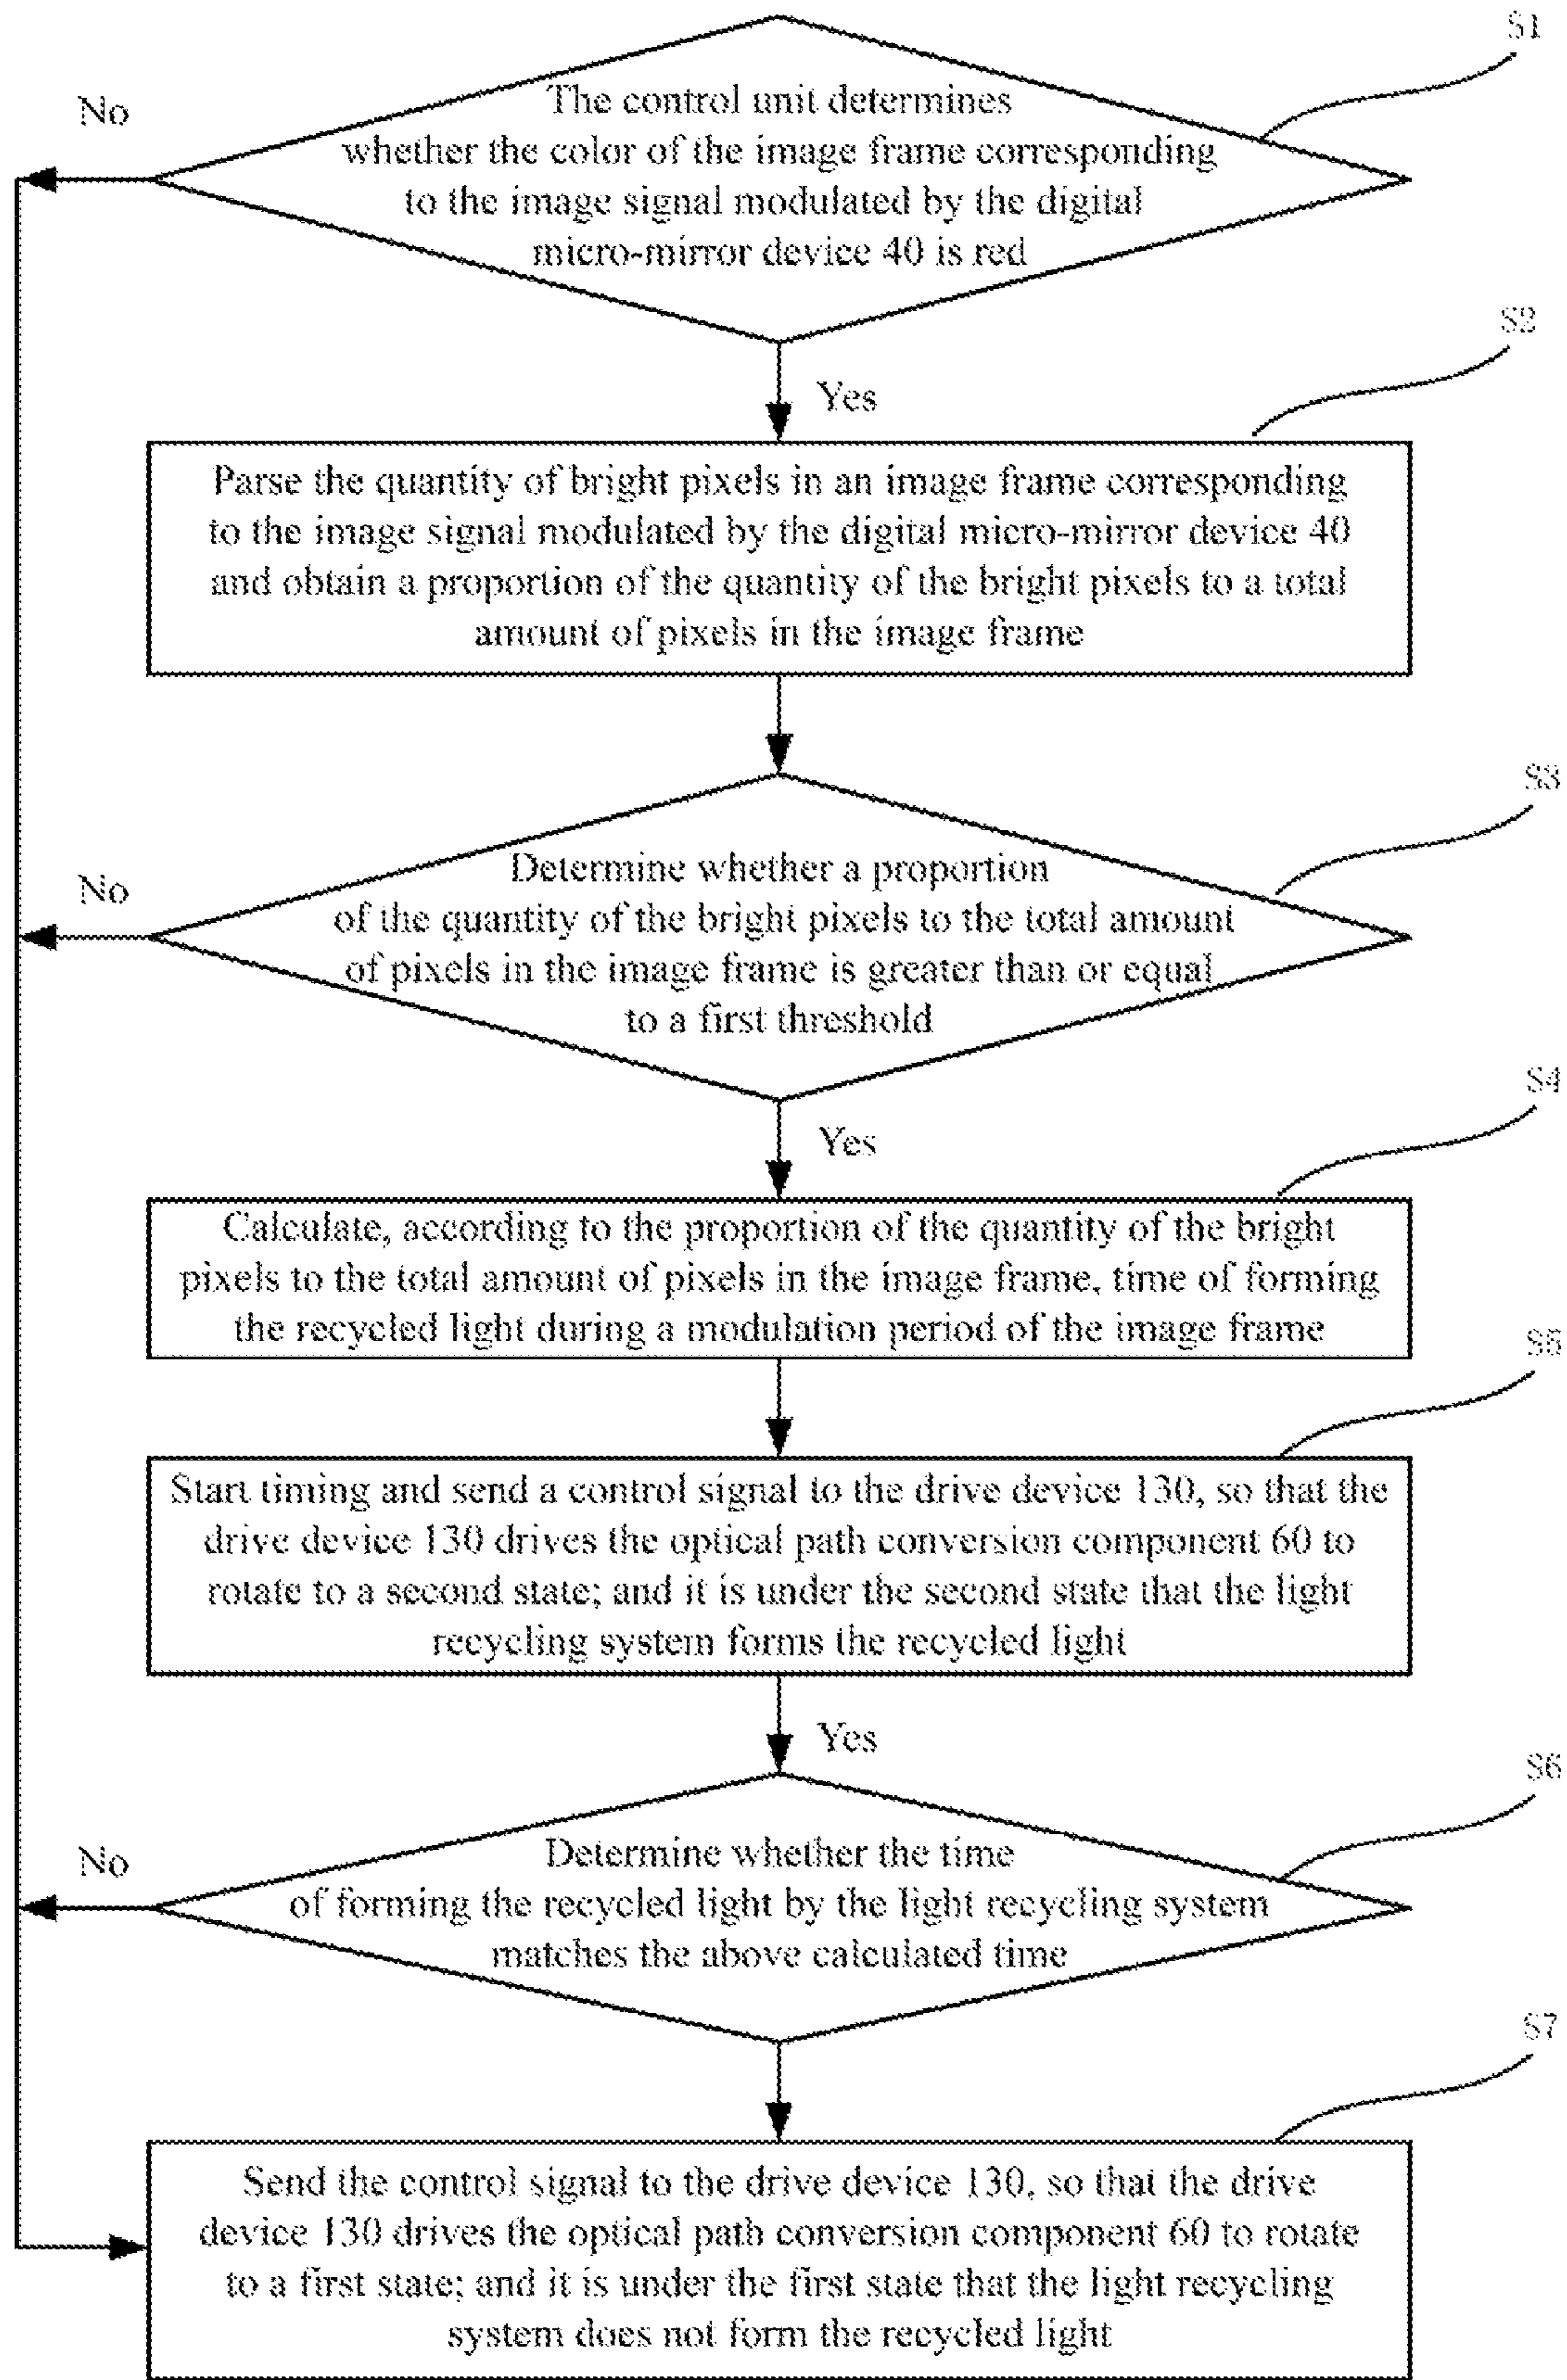 S1
No
The control unit determines
whether the color of the image frame corresponding
to the image signal modulated by the digital
micro-mirror device 40 is red
S2
Yes
Parse the quantity of bright pixels in an image frame corresponding
to the image signal modulated by the digital micro-mirror device 40
and obtain a proportion of the quantity of the bright pixels to a total
amount of pixels in the image frame
S3
No
Determine whether a proportion
of the quantity of the bright pixels to the total amount
of pixels in the image frame is greater than or equal
to a first threshold
S4
Yes
Calculate, according to the proportion of the quantity of the bright
pixels to the total amount of pixels in the image frame, time of forming
the recycled light during a modulation period of the image frame
S5
Start timing and send a control signal to the drive device 130, so that the
drive device 130 drives the optical path conversion component 60 to
rotate to a second state; and it is under the second state that the light
recycling system forms the recycled light
Yes
S6
No
Determine whether the time
of forming the recycled light by the light recycling system
matches the above calculated time
S7
Send the control signal to the drive device 130, so that the drive
device 130 drives the optical path conversion component 60 to rotate
to a first state; and it is under the first state that the light recycling
system does not form the recycled light